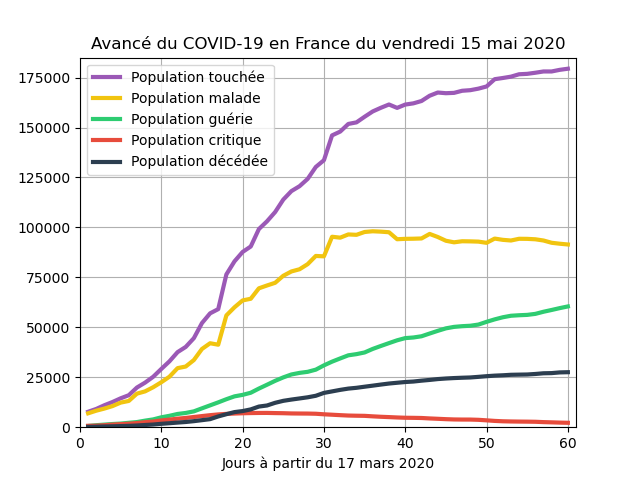 Avancé du COVID-19 en France du vendredi 15 mai 2020
175000
150000
125000
100000
75000
50000
25000
0
Population touchée
Population malade
Population guérie
Population critique
Population décédée
0 10 20 30 40 50 60
Jours à partir du 17 mars 2020